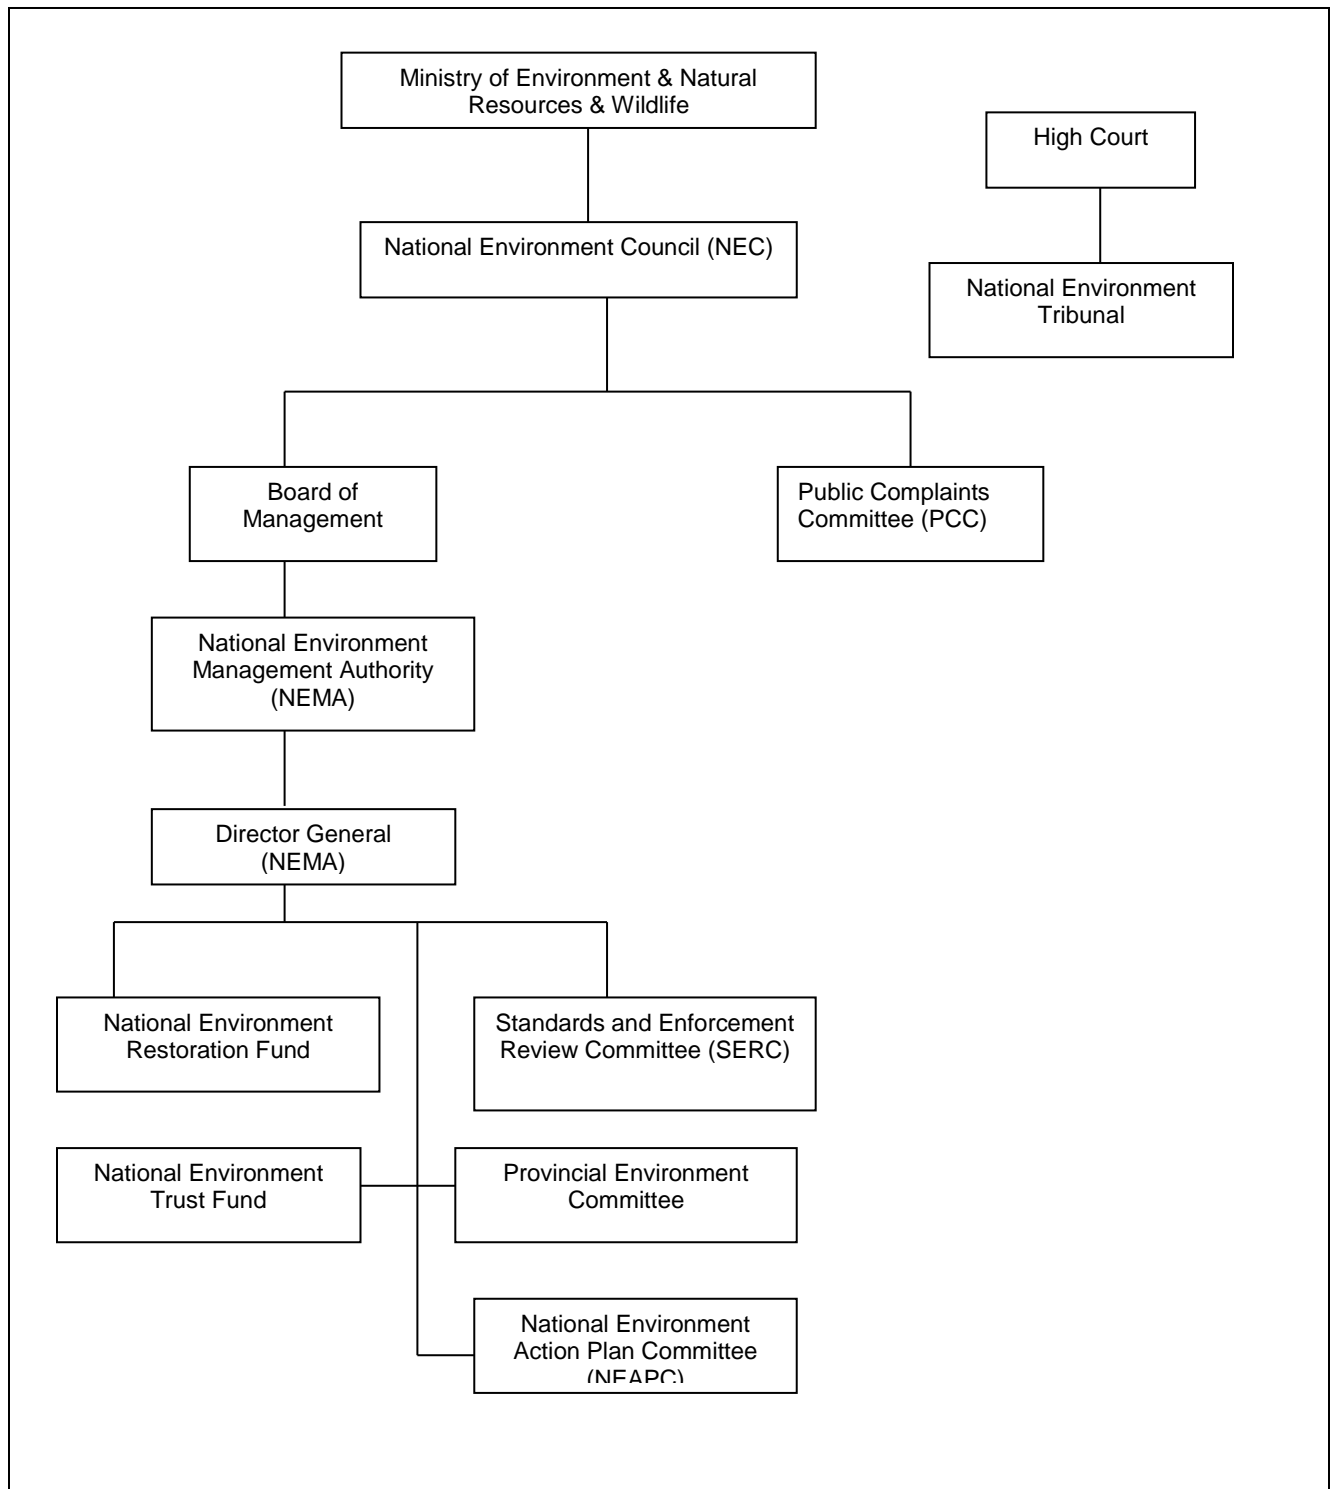 Ministry of Environment & Natural
Resources & Wildlife
High Court
National Environment Council (NEC)
National Environment
Tribunal
Board of
Management
Public Complaints
Committee (PCC)
National Environment
Management Authority
(NEMA)
Director General
(NEMA)
National Environment
Restoration Fund
Standards and Enforcement
Review Committee (SERC)
National Environment
Trust Fund
Provincial Environment
Committee
National Environment
Action Plan Committee
(NEAPC)